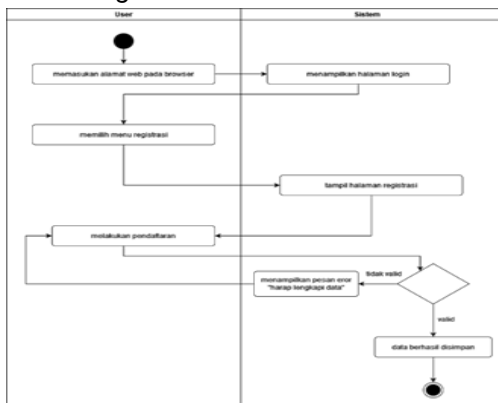 User
Sistem
memasukan alamat web pada browser
menampilkan halaman login
memilih menu registrasi
tampil halaman registrasi
melakukan pendaftaran
menampilkan pesan eror
"harap lengkapi data"
tidak valid
valid
data berhasil disimpan